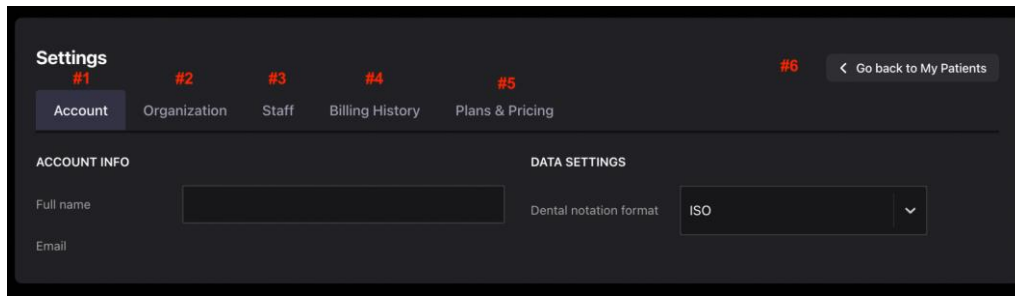 Settings
#1 #2 #3 #4 #5 #6 Go back to My Patients
Account Organization Staff Billing History Plans & Pricing
ACCOUNT INFO DATA SETTINGS
Full name Dental notation format ISO
Email